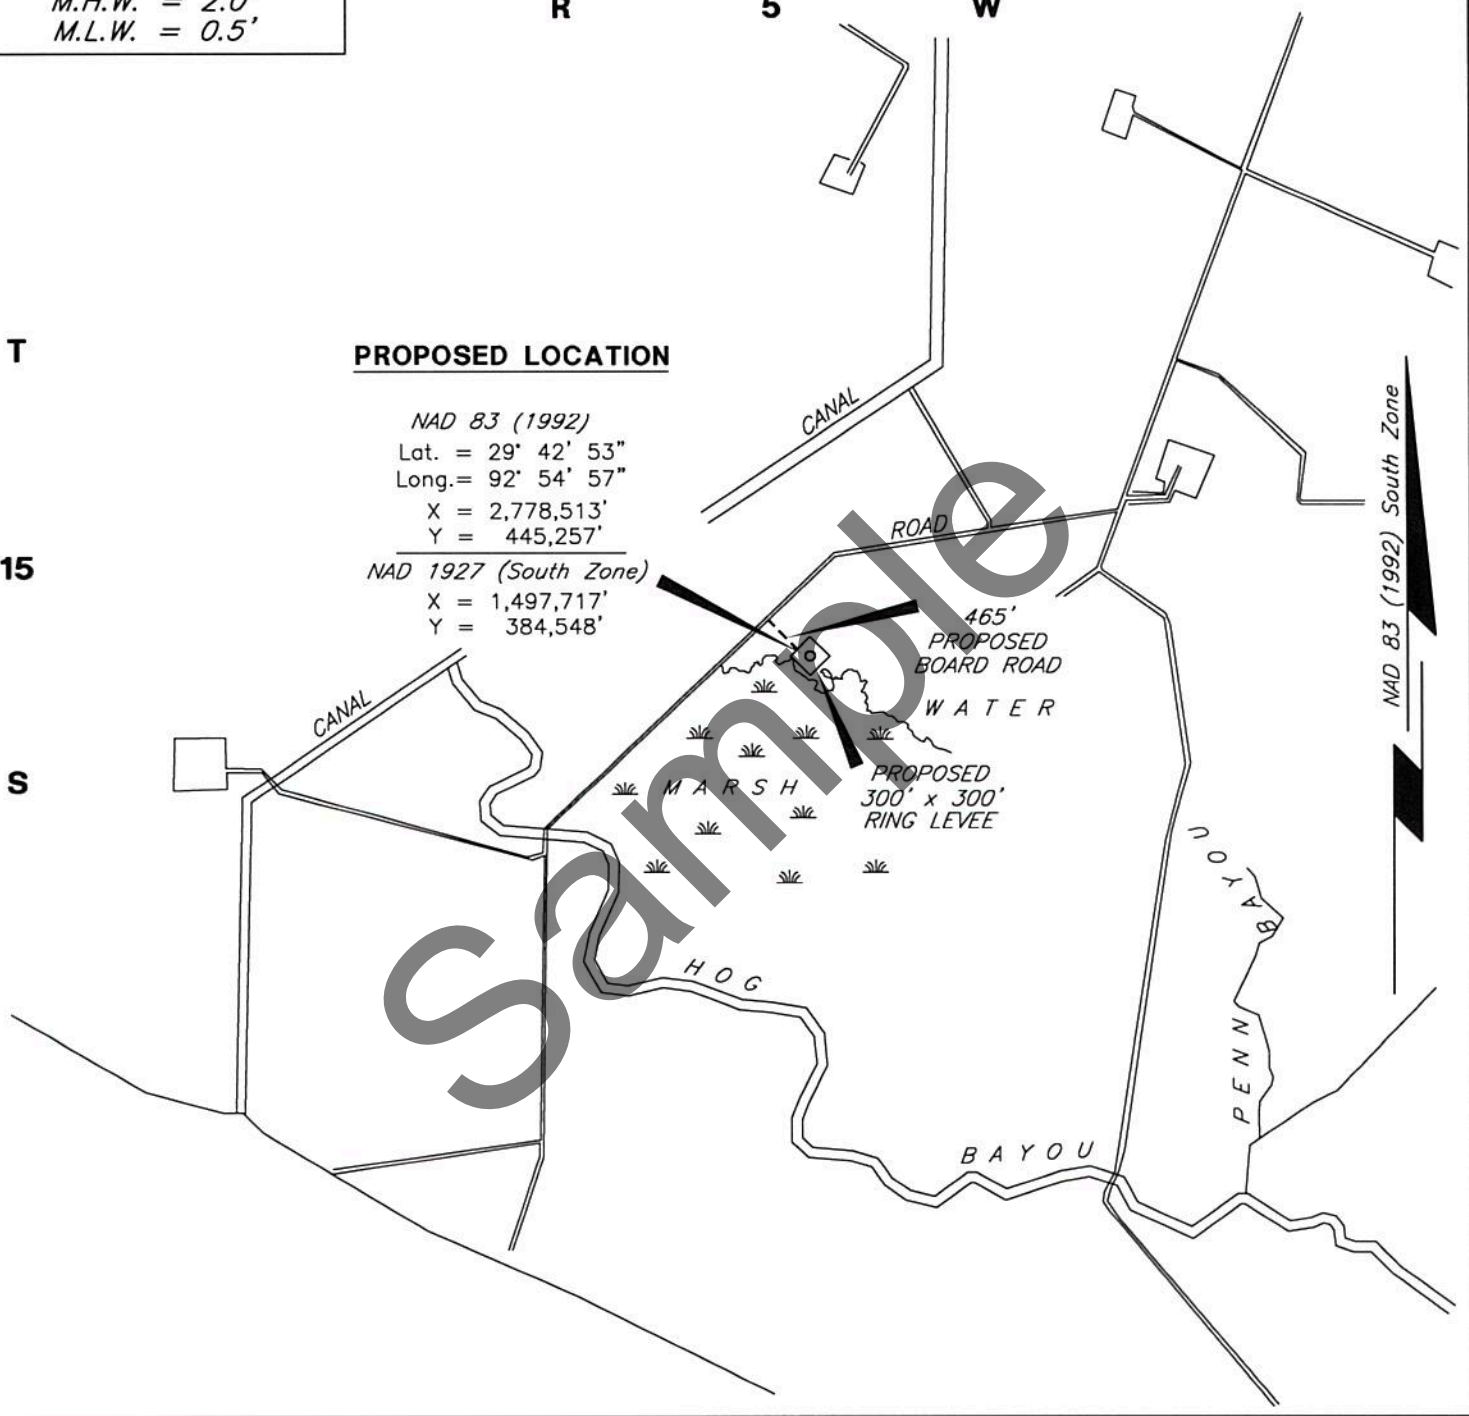 M.H.W. = 2.0'
M.L.W. = 0.5'
R 5 W
T
15
S
PROPOSED LOCATION
NAD 83 (1992)
Lat. = 29° 42' 53"
Long.= 92° 54' 57"
X = 2,778,513'
Y = 445,257'
NAD 1927 (South Zone)
X = 1,497,717'
Y = 384,548'
CANAL
ROAD
465'
PROPOSED
BOARD ROAD
WATER
CANAL
MARSH
PROPOSED
300' x 300'
RING LEVEE
HOG
BAYOU
PENN
BAYOU
NAD 83 (1992) South Zone
Sample